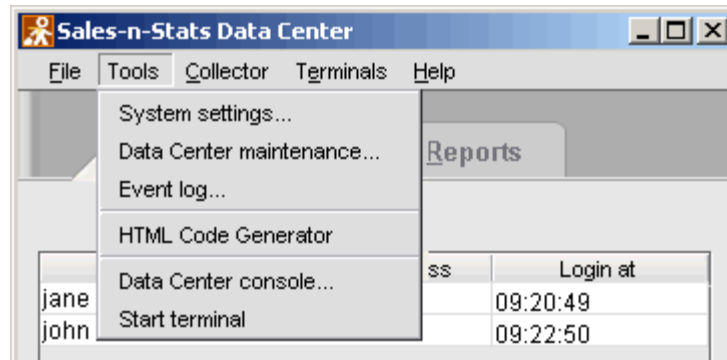 Sales-n-Stats Data Center
File Tools Collector Terminals Help
System settings...
Data Center maintenance...
Reports
Event log...
HTML Code Generator
ss Login at
Data Center console...
jane 09:20:49
Start terminal
john 09:22:50